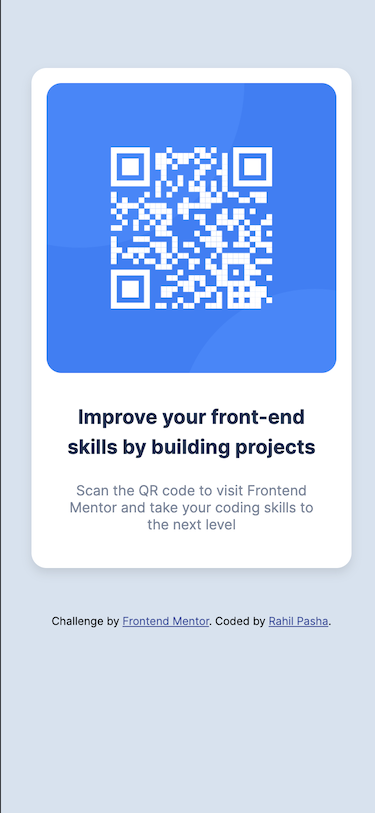 Improve your front-end
skills by building projects
Scan the QR code to visit Frontend
Mentor and take your coding skills to
the next level
Challenge by Frontend Mentor. Coded by Rahil Pasha.